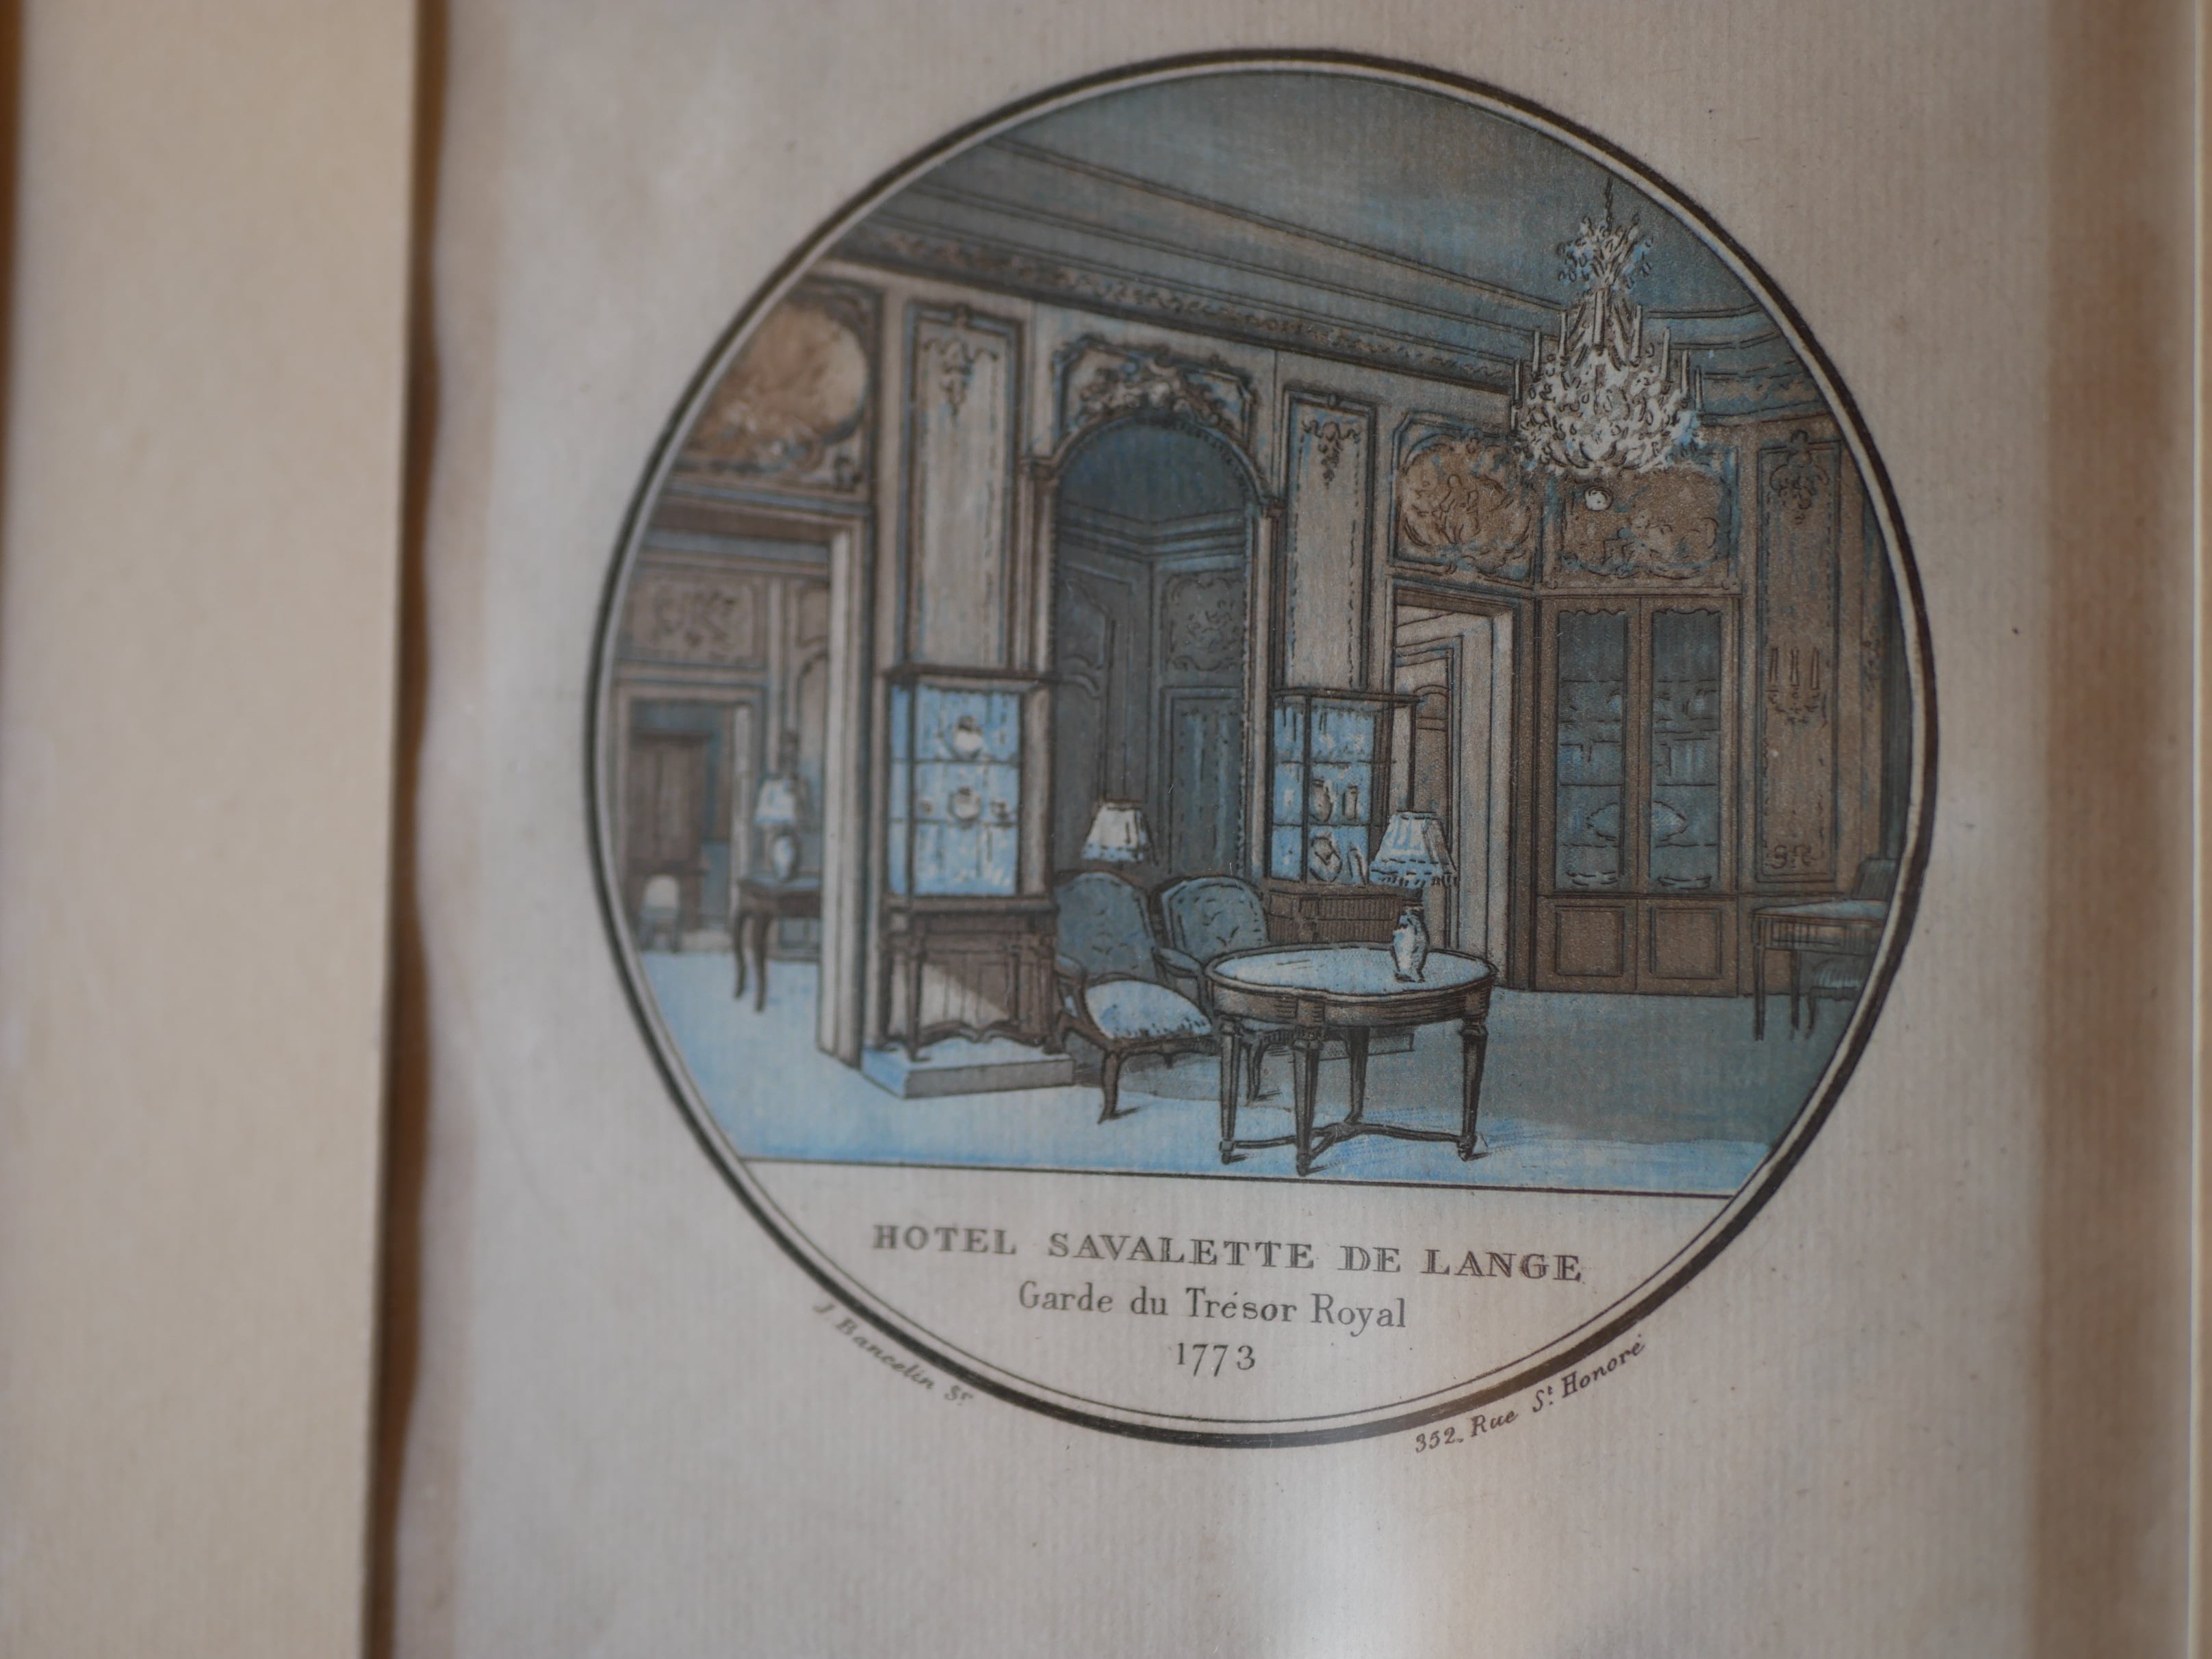 HOTEL SAVALETTE DE LANGE
Garde du Trésor Royal
1773
J. Bancelin Sc
352. Rue St Honoré